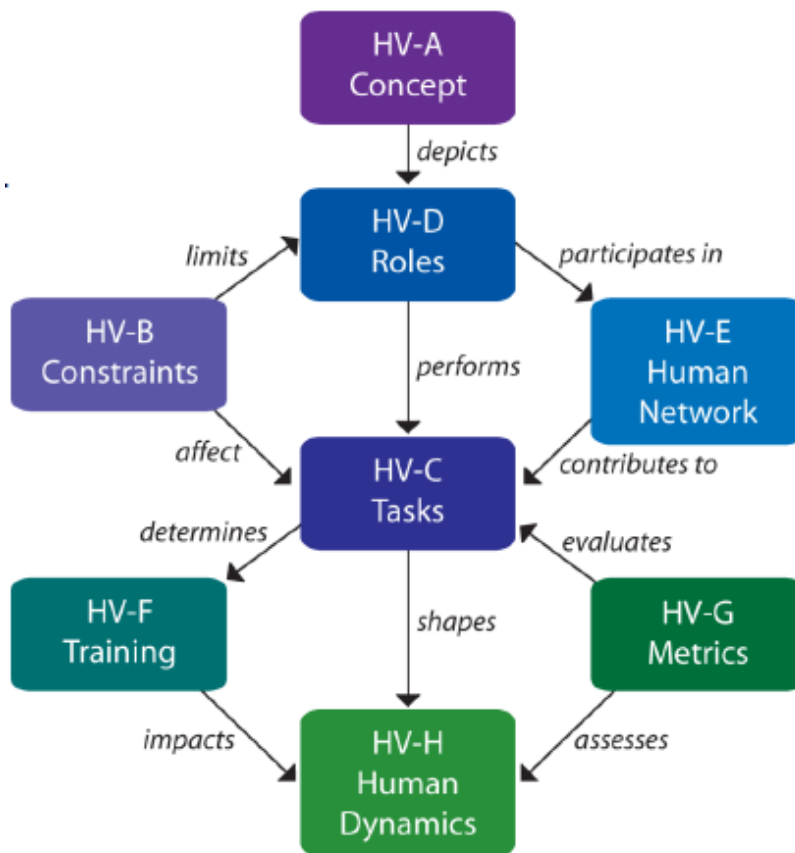 HV-A
Concept
depicts
HV-D
Roles
limits
participates in
HV-B
Constraints
HV-E
Human
Network
performs
affect
HV-C
Tasks
contributes to
determines
evaluates
HV-F
Training
shapes
HV-G
Metrics
impacts
HV-H
Human
Dynamics
assesses